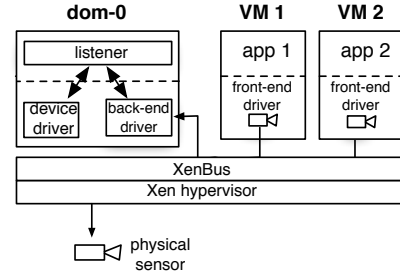 dom-0
VM 1
VM 2
listener
device
driver
back-end
driver
app 1
front-end
driver
app 2
front-end
driver
XenBus
Xen hypervisor
physical
sensor